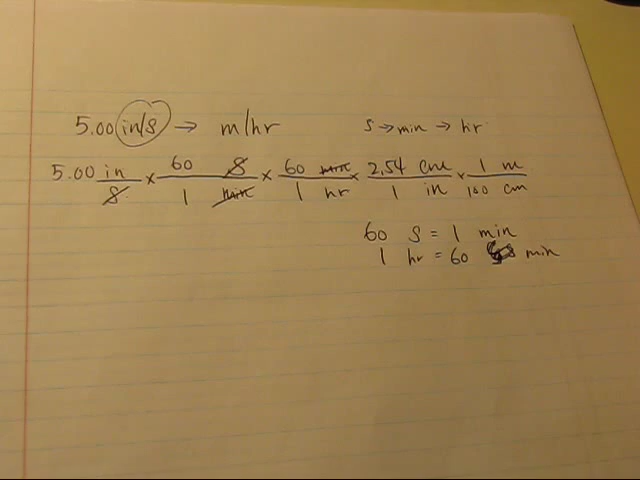 5.00 in/s → m/hr s → min → hr
5.00 in/s × 60 s/1 min × 60 min/1 hr × 2.54 cm/1 in × 1 m/100 cm
60 s = 1 min
1 hr = 60 min